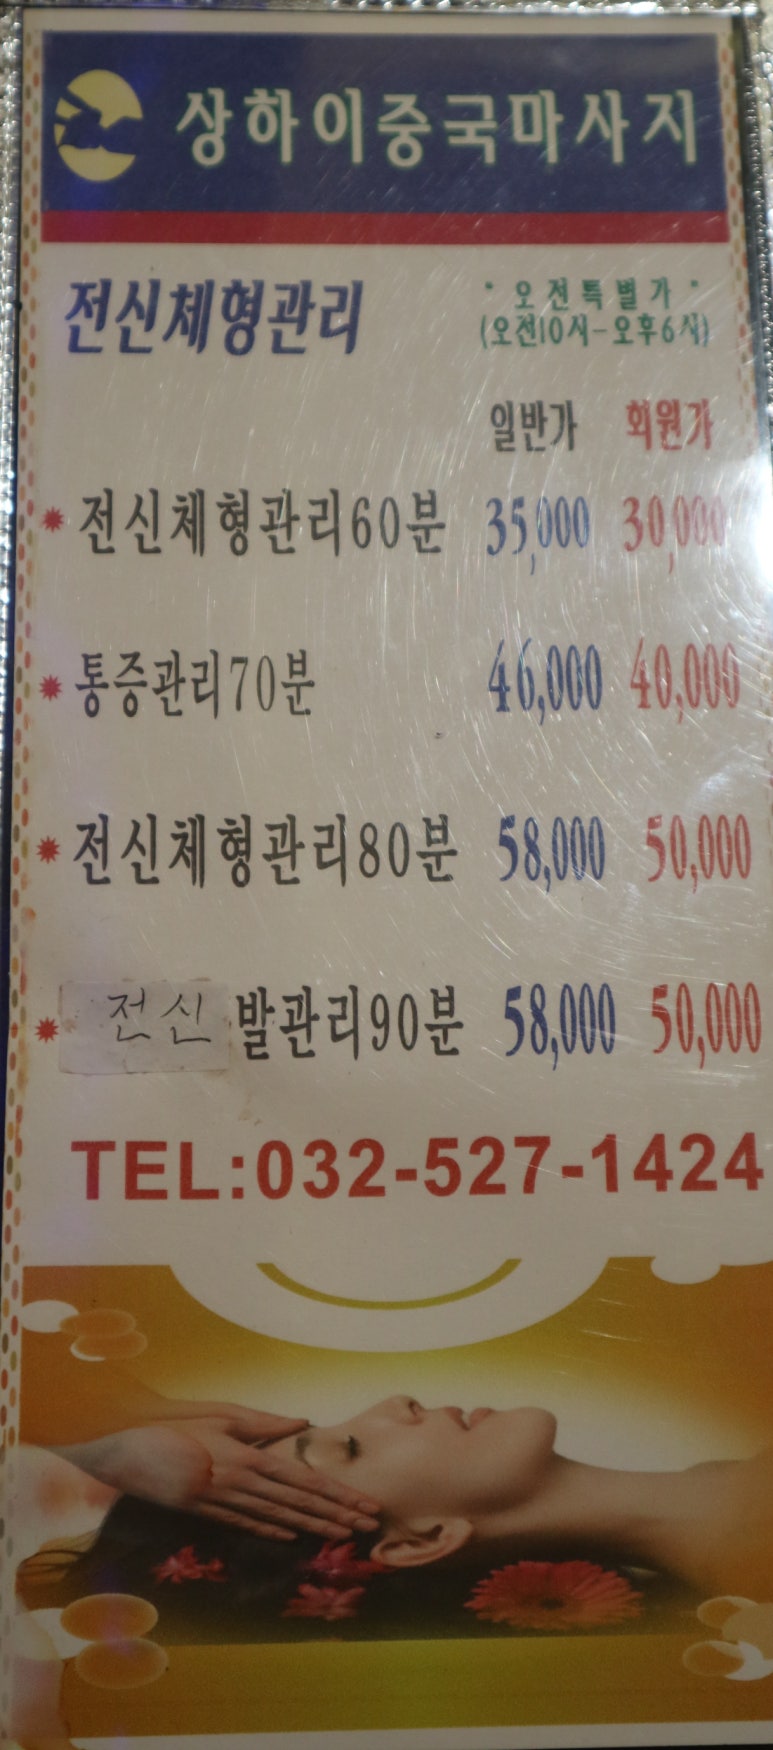 상하이중국마사지
전신체형관리
·오전특별가·
(오전10시-오후6시)
일반가 회원가
전신체형관리60분 35,000 30,000
통증관리70분 46,000 40,000
전신체형관리80분 58,000 50,000
전신 발관리90분 58,000 50,000
TEL:032-527-1424